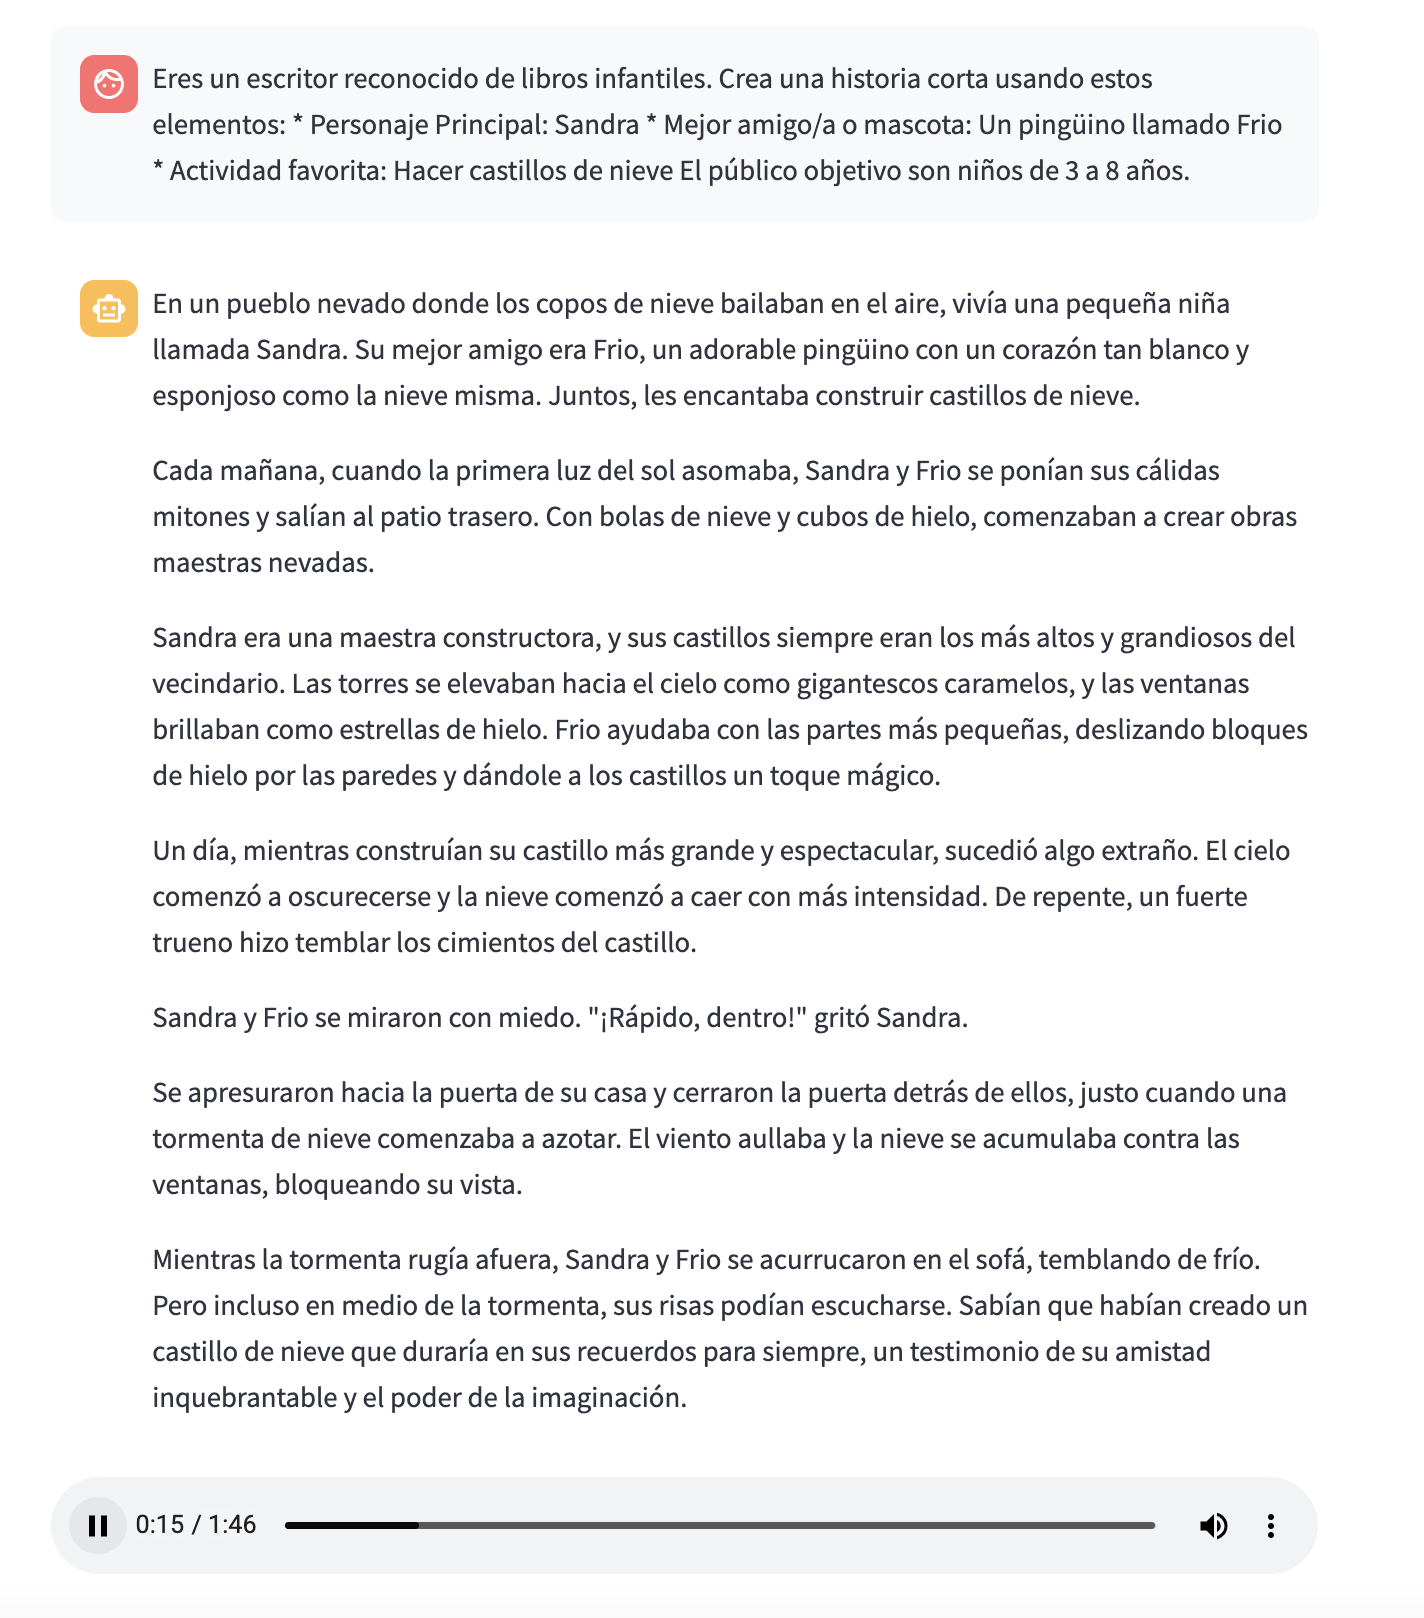 Eres un escritor reconocido de libros infantiles. Crea una historia corta usando estos
elementos: * Personaje Principal: Sandra * Mejor amigo/a o mascota: Un pingüino llamado Frio
* Actividad favorita: Hacer castillos de nieve El público objetivo son niños de 3 a 8 años.
En un pueblo nevado donde los copos de nieve bailaban en el aire, vivía una pequeña niña
llamada Sandra. Su mejor amigo era Frio, un adorable pingüino con un corazón tan blanco y
esponjoso como la nieve misma. Juntos, les encantaba construir castillos de nieve.
Cada mañana, cuando la primera luz del sol asomaba, Sandra y Frio se ponían sus cálidas
mitones y salían al patio trasero. Con bolas de nieve y cubos de hielo, comenzaban a crear obras
maestras nevadas.
Sandra era una maestra constructora, y sus castillos siempre eran los más altos y grandiosos del
vecindario. Las torres se elevaban hacia el cielo como gigantescos caramelos, y las ventanas
brillaban como estrellas de hielo. Frio ayudaba con las partes más pequeñas, deslizando bloques
de hielo por las paredes y dándole a los castillos un toque mágico.
Un día, mientras construían su castillo más grande y espectacular, sucedió algo extraño. El cielo
comenzó a oscurecerse y la nieve comenzó a caer con más intensidad. De repente, un fuerte
trueno hizo temblar los cimientos del castillo.
Sandra y Frio se miraron con miedo. "¡Rápido, dentro!" gritó Sandra.
Se apresuraron hacia la puerta de su casa y cerraron la puerta detrás de ellos, justo cuando una
tormenta de nieve comenzaba a azotar. El viento aullaba y la nieve se acumulaba contra las
ventanas, bloqueando su vista.
Mientras la tormenta rugía afuera, Sandra y Frio se acurrucaron en el sofá, temblando de frío.
Pero incluso en medio de la tormenta, sus risas podían escucharse. Sabían que habían creado un
castillo de nieve que duraría en sus recuerdos para siempre, un testimonio de su amistad
inquebrantable y el poder de la imaginación.
0:15 / 1:46